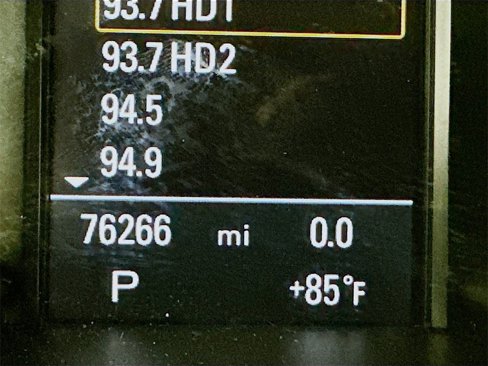 93.7 HD1
93.7 HD2
94.5
94.9
76266 mi 0.0
P +85°F